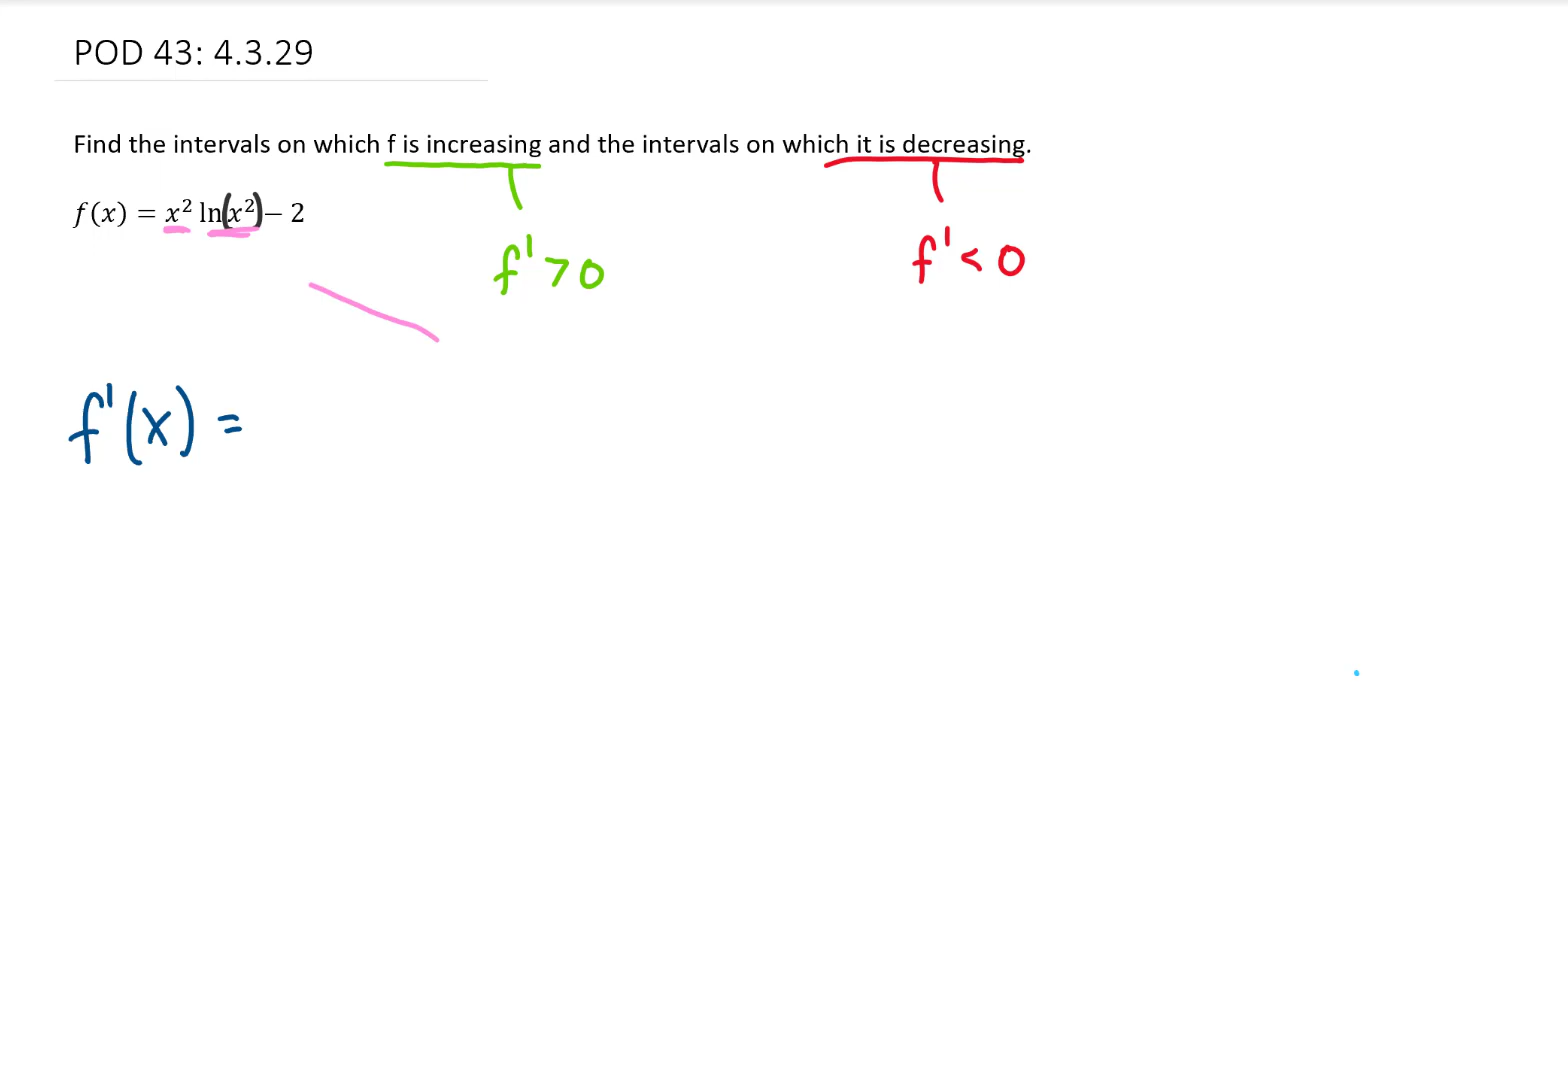 POD 43: 4.3.29
Find the intervals on which f is increasing and the intervals on which it is decreasing.
f(x) = x² ln(x²) − 2
f' > 0
f' < 0
f'(x) =